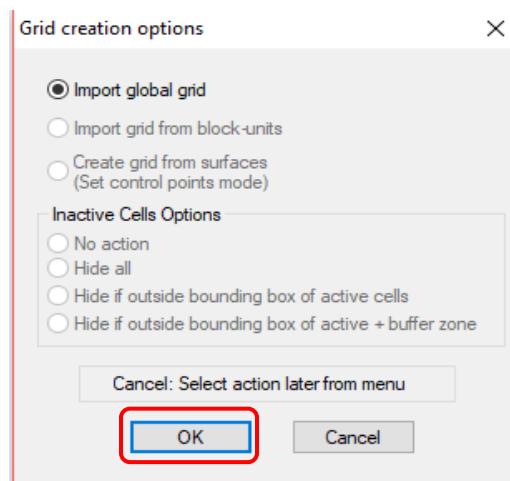 Grid creation options
Import global grid
Import grid from block-units
Create grid from surfaces
(Set control points mode)
Inactive Cells Options
No action
Hide all
Hide if outside bounding box of active cells
Hide if outside bounding box of active + buffer zone
Cancel: Select action later from menu
OK Cancel